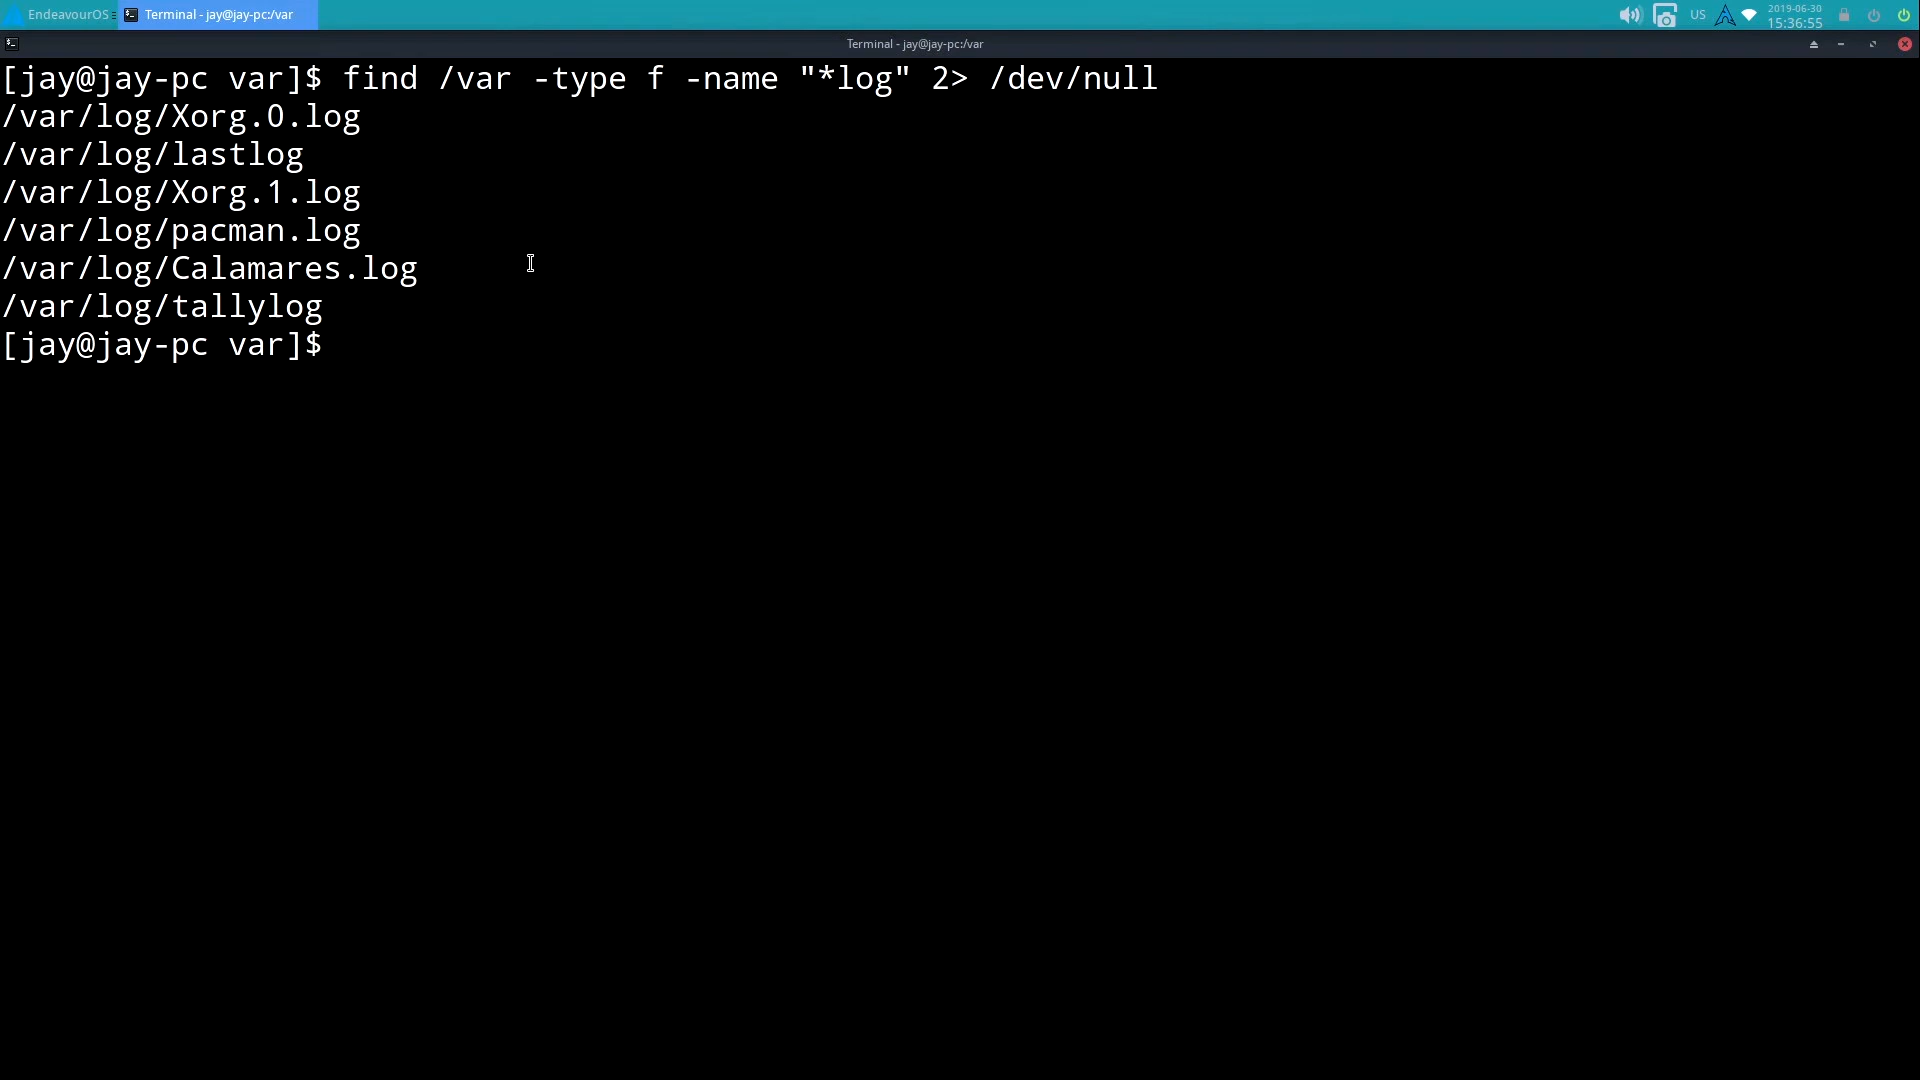 EndeavourOS
Terminal - jay@jay-pc:/var
US
2019-06-30
15:36:55
Terminal - jay@jay-pc:/var
[jay@jay-pc var]$ find /var -type f -name "*log" 2> /dev/null
/var/log/Xorg.0.log
/var/log/lastlog
/var/log/Xorg.1.log
/var/log/pacman.log
/var/log/Calamares.log
/var/log/tallylog
[jay@jay-pc var]$